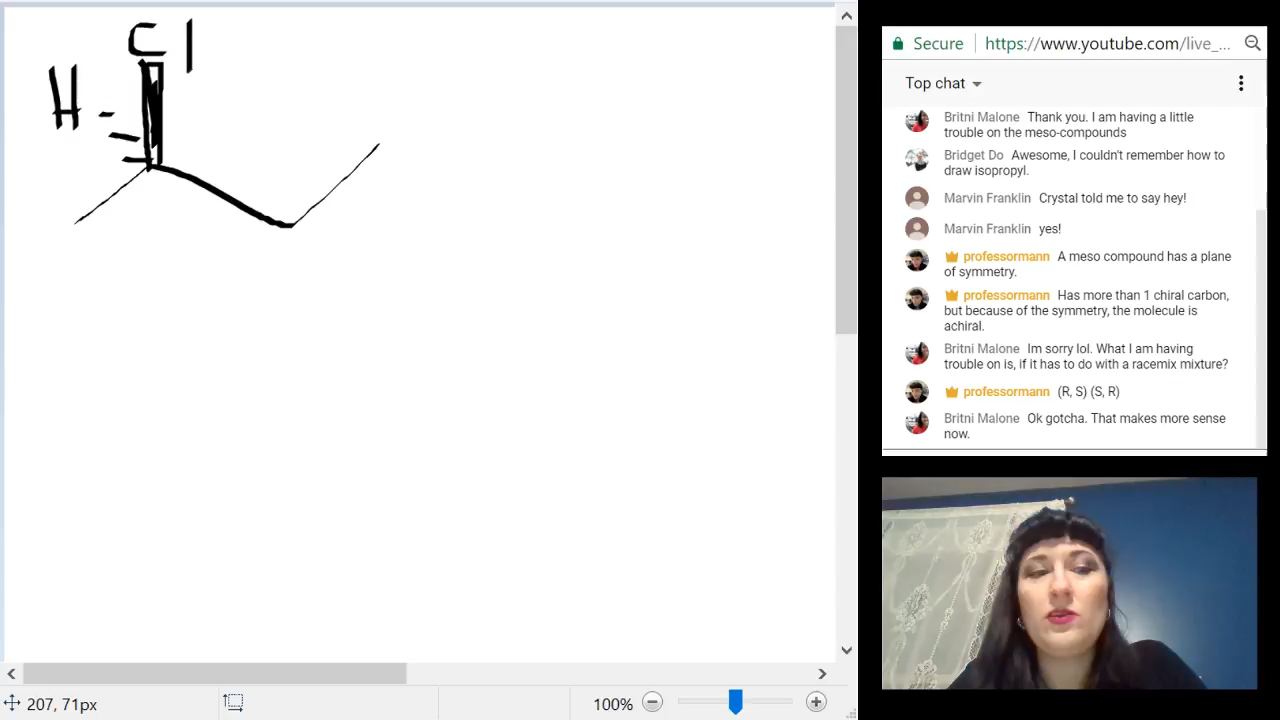 Cl
H
207, 71px
100%
Secure https://www.youtube.com/live_...
Top chat
Britni Malone Thank you. I am having a little
trouble on the meso-compounds
Bridget Do Awesome, I couldn't remember how to
draw isopropyl.
Marvin Franklin Crystal told me to say hey!
Marvin Franklin yes!
professormann A meso compound has a plane
of symmetry.
professormann Has more than 1 chiral carbon,
but because of the symmetry, the molecule is
achiral.
Britni Malone Im sorry lol. What I am having
trouble on is, if it has to do with a racemix mixture?
professormann (R, S) (S, R)
Britni Malone Ok gotcha. That makes more sense
now.